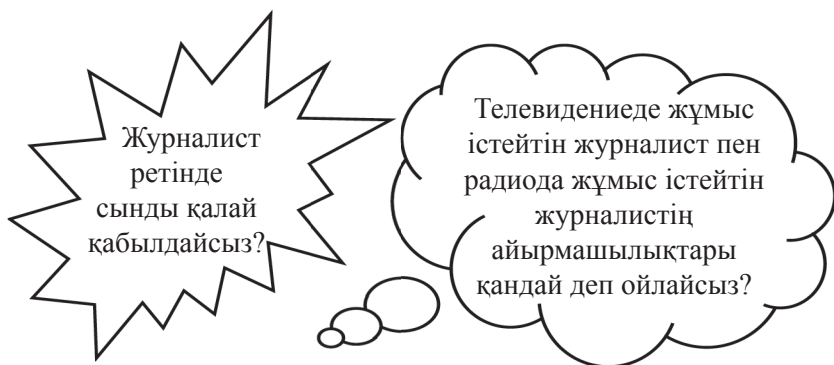 Журналист
ретінде
сынды қалай
қабылдайсыз?
Телевидениеде жұмыс
істейтін журналист пен
радиода жұмыс істейтін
журналистің
айырмашылықтары
қандай деп ойлайсыз?